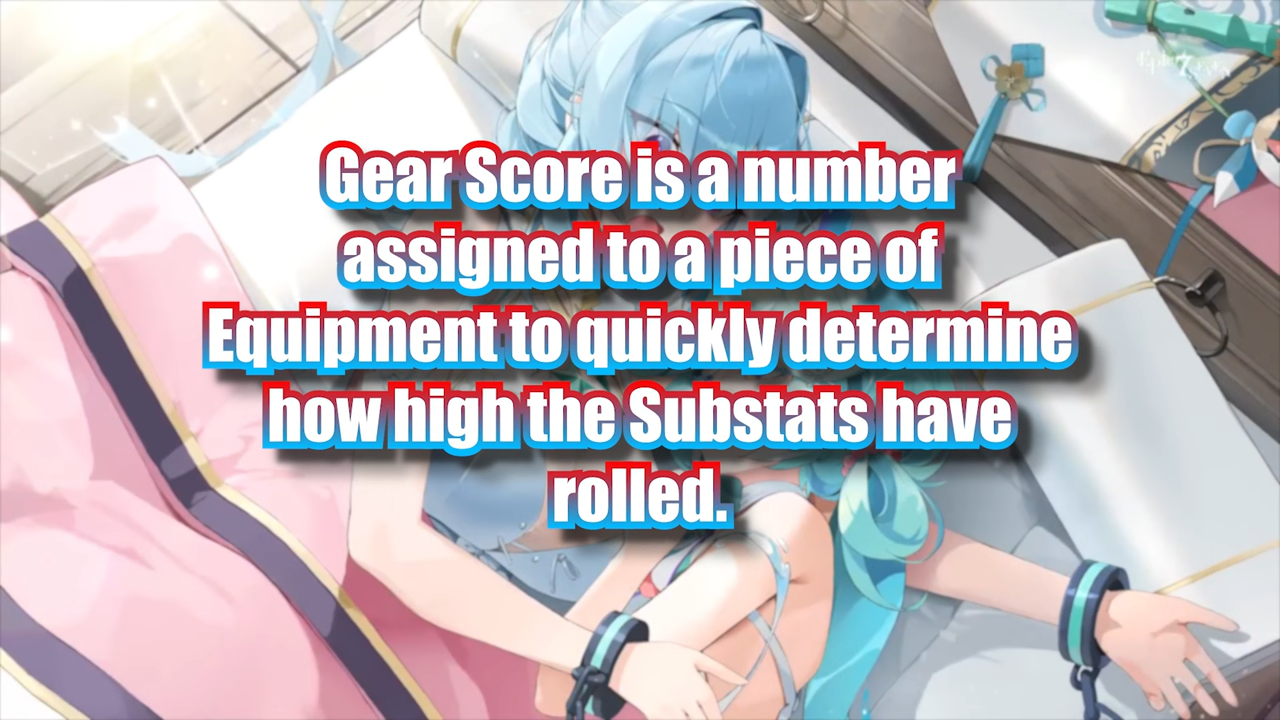 Gear Score is a number
assigned to a piece of
Equipment to quickly determine
how high the Substats have
rolled.